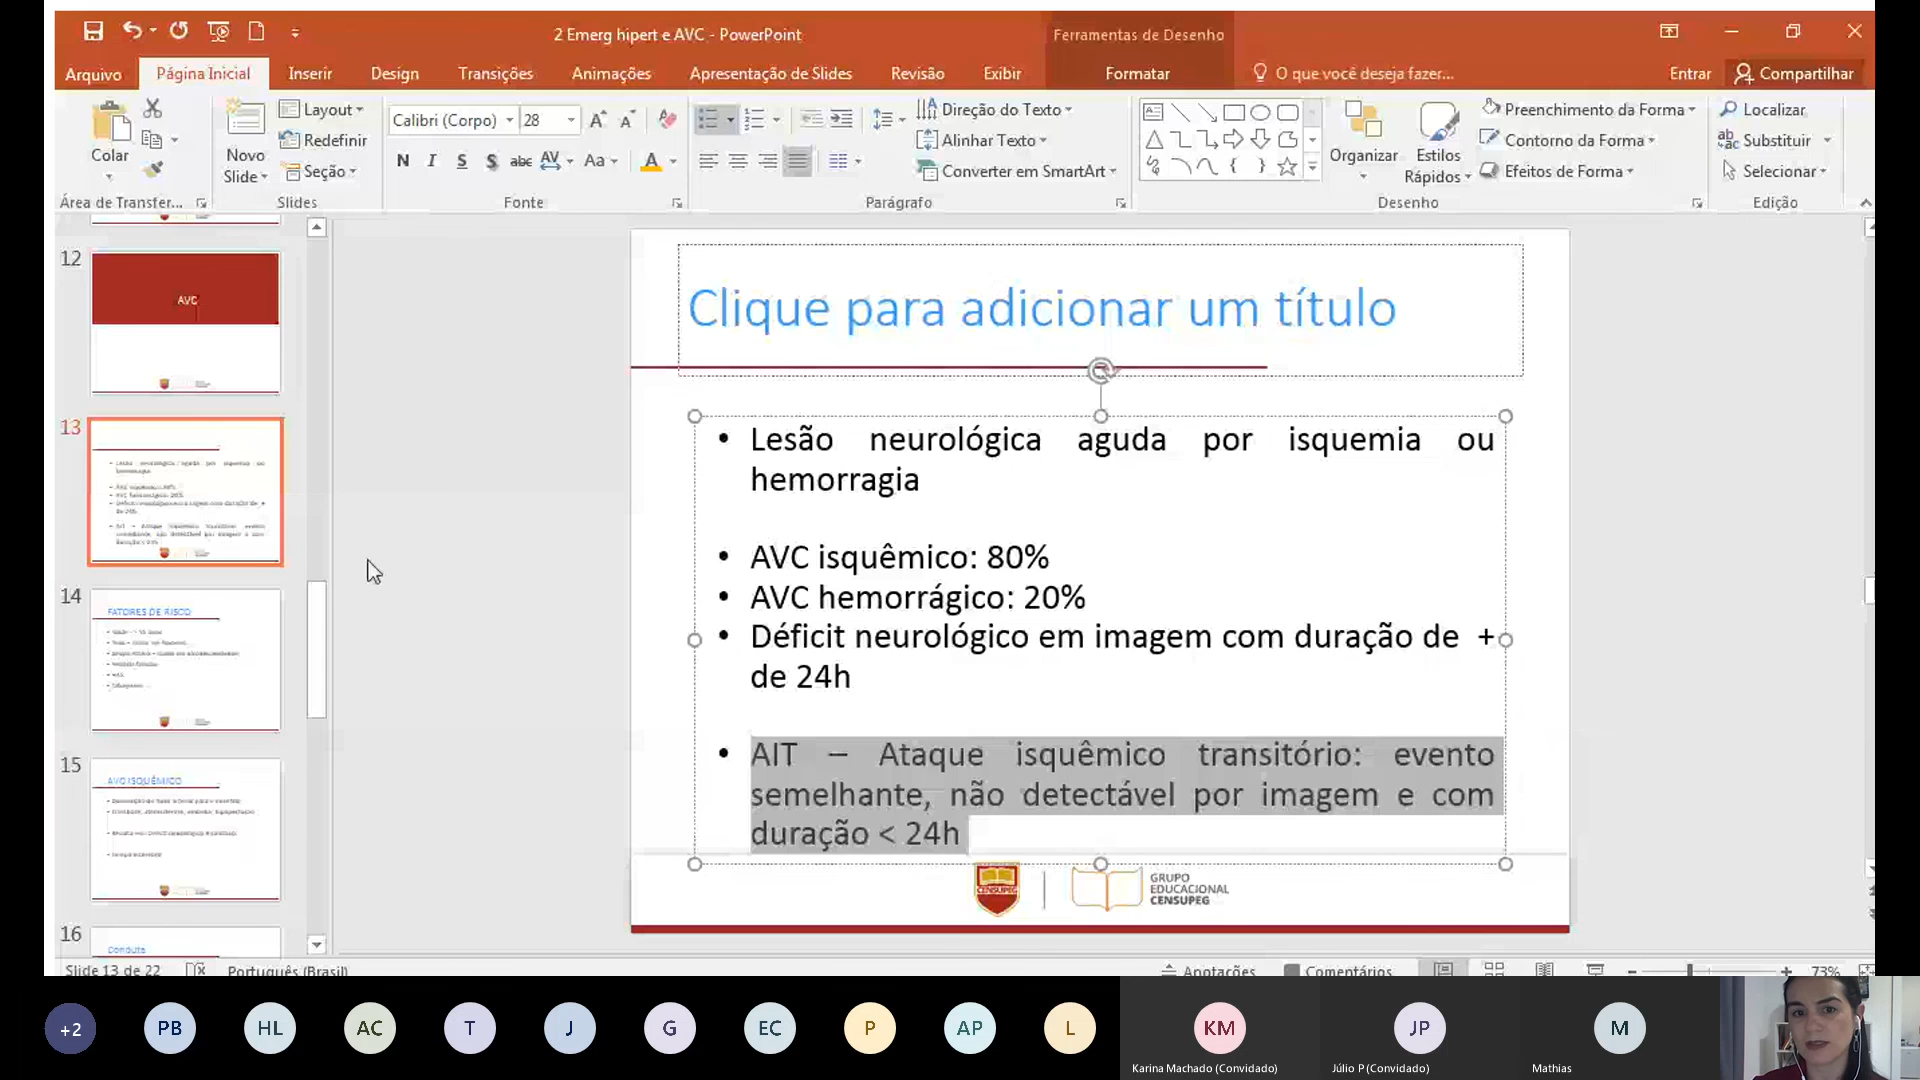 2 Emerg hipert e AVC - PowerPoint
Ferramentas de Desenho
Arquivo
Página Inicial
Inserir
Design
Transições
Animações
Apresentação de Slides
Revisão
Exibir
Formatar
O que você deseja fazer...
Entrar
Compartilhar
Colar
Novo Slide
Layout
Redefinir
Seção
Calibri (Corpo)
28
N I S S abc AV Aa A
Direção do Texto
Alinhar Texto
Converter em SmartArt
Organizar
Estilos Rápidos
Preenchimento da Forma
Contorno da Forma
Efeitos de Forma
Localizar
Substituir
Selecionar
Área de Transfer...
Slides
Fonte
Parágrafo
Desenho
Edição
12
AVC
13
14
FATORES DE RISCO
15
AVC ISQUÊMICO
16
Conduta
Clique para adicionar um título
• Lesão neurológica aguda por isquemia ou
hemorragia
• AVC isquêmico: 80%
• AVC hemorrágico: 20%
• Déficit neurológico em imagem com duração de +
de 24h
• AIT – Ataque isquêmico transitório: evento
semelhante, não detectável por imagem e com
duração < 24h
CENSUPEG
GRUPO
EDUCACIONAL
CENSUPEG
Slide 13 de 22
Português (Brasil)
Anotações
Comentários
73%
+2
PB
HL
AC
T
J
G
EC
P
AP
L
KM
JP
M
Karina Machado (Convidado)
Júlio P (Convidado)
Mathias